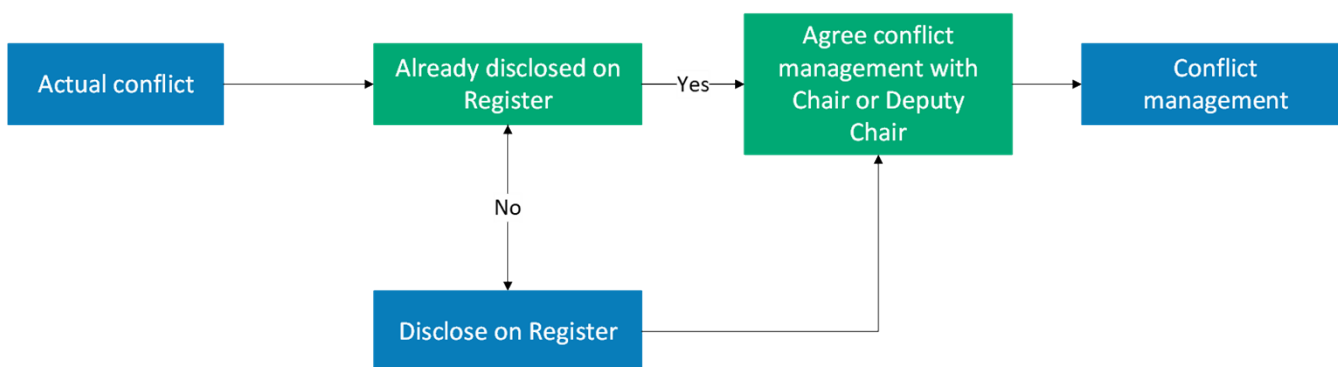 Actual conflict
Already disclosed on
Register
Yes
Agree conflict
management with
Chair or Deputy
Chair
Conflict
management
No
Disclose on Register